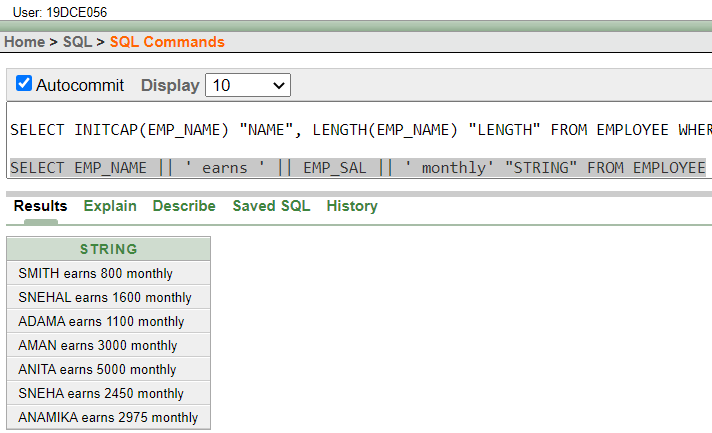 User: 19DCE056
Home > SQL > SQL Commands
Autocommit Display 10
SELECT INITCAP(EMP_NAME) "NAME", LENGTH(EMP_NAME) "LENGTH" FROM EMPLOYEE WHER
SELECT EMP_NAME || ' earns ' || EMP_SAL || ' monthly' "STRING" FROM EMPLOYEE
Results Explain Describe Saved SQL History
STRING
SMITH earns 800 monthly
SNEHAL earns 1600 monthly
ADAMA earns 1100 monthly
AMAN earns 3000 monthly
ANITA earns 5000 monthly
SNEHA earns 2450 monthly
ANAMIKA earns 2975 monthly